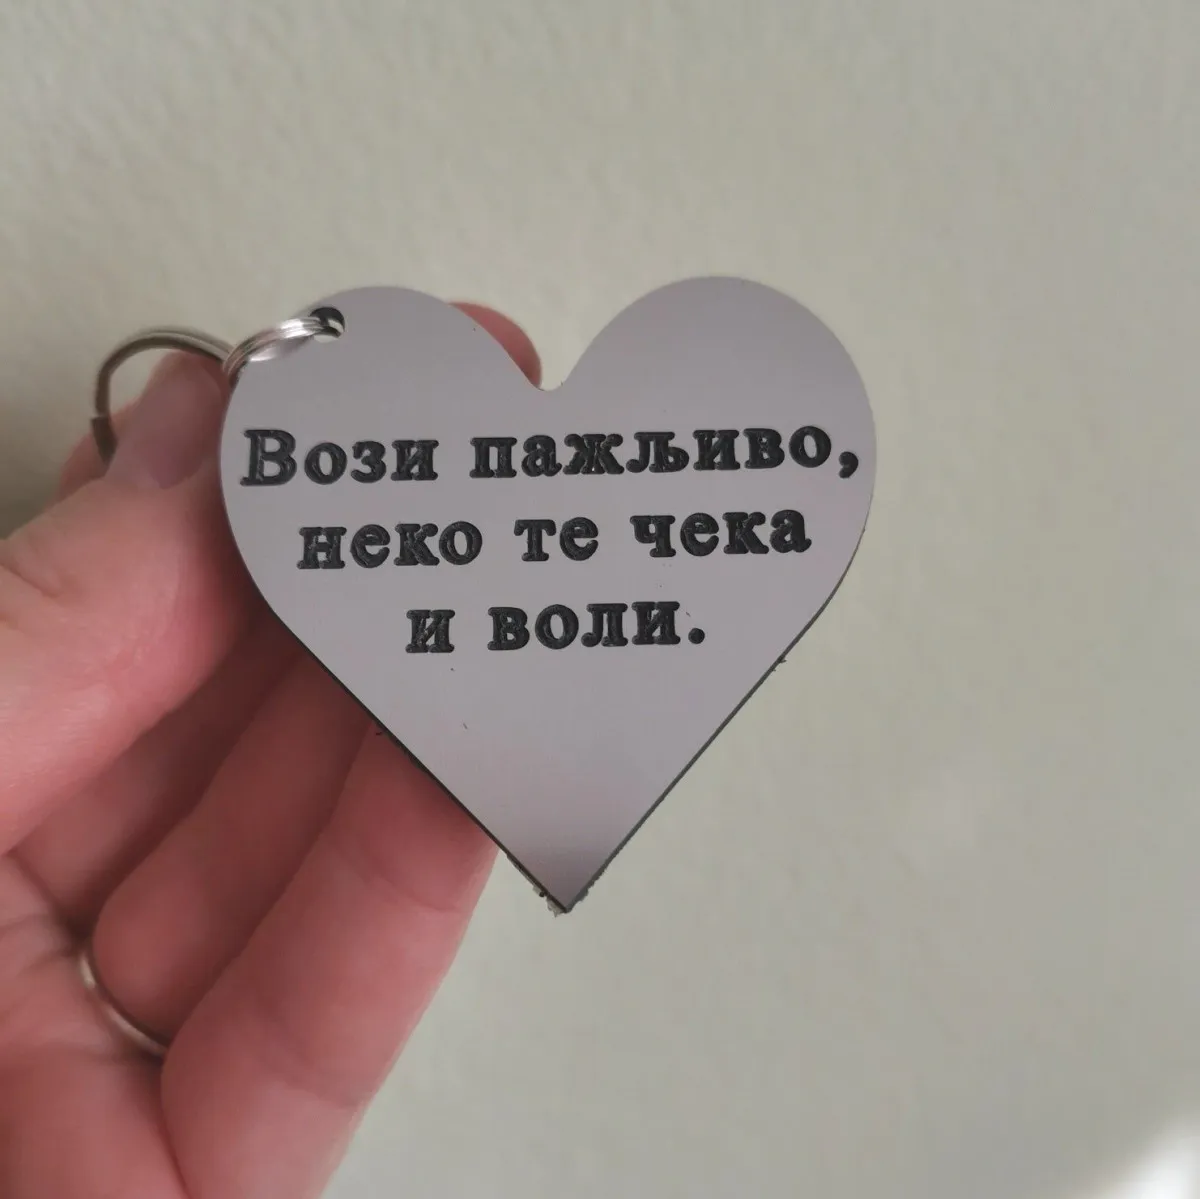 Вози пажљиво,
неко те чека
и воли.